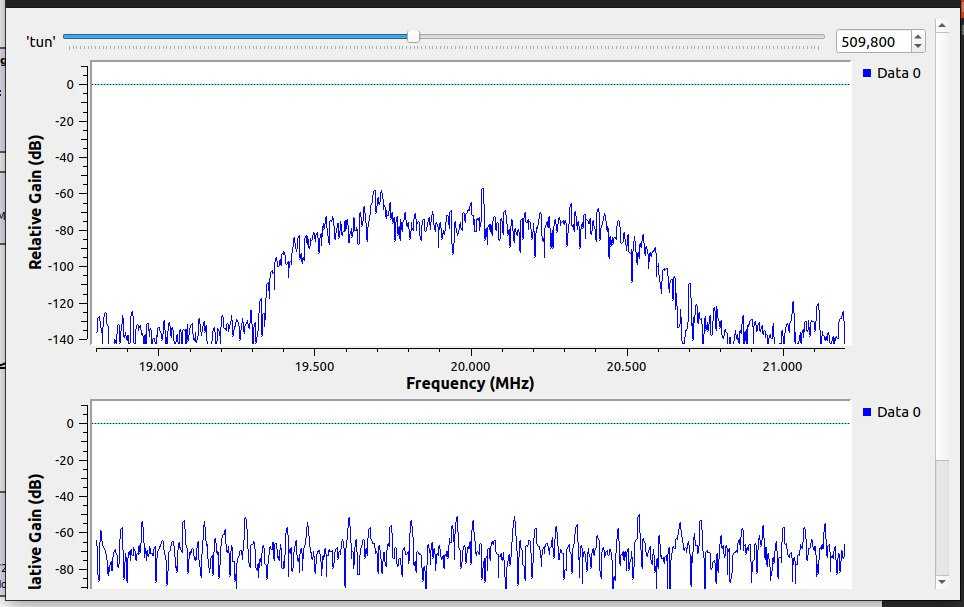 'tun'
509,800
Data 0
Relative Gain (dB)
0
-20
-40
-60
-80
-100
-120
-140
19.000 19.500 20.000 20.500 21.000
Frequency (MHz)
Data 0
lative Gain (dB)
0
-20
-40
-60
-80